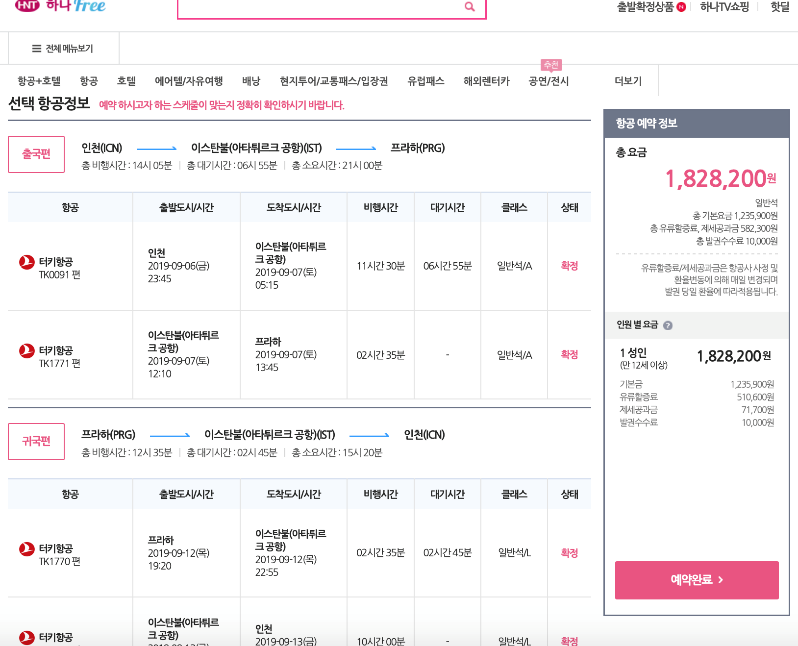 HNT 하나 Free
출발확정상품 N 하나TV쇼핑 핫딜
전체 메뉴보기
추천
항공+호텔 항공 호텔 에어텔/자유여행 배낭 현지투어/교통패스/입장권 유럽패스 해외렌터카 공연/전시 더보기
선택 항공정보 예약 하시고자 하는 스케줄이 맞는지 정확히 확인하시기 바랍니다.
출국편
인천(ICN) 이스탄불(아타튀르크 공항)(IST) 프라하(PRG)
총 비행시간 : 14시 05분 총 대기시간 : 06시 55분 총 소요시간 : 21시 00분
항공 출발도시/시간 도착도시/시간 비행시간 대기시간 클래스 상태
터키항공
TK0091 편
인천
2019-09-06(금)
23:45
이스탄불(아타튀르
크 공항)
2019-09-07(토)
05:15
11시간 30분 06시간 55분 일반석/A 확정
터키항공
TK1771 편
이스탄불(아타튀르
크 공항)
2019-09-07(토)
12:10
프라하
2019-09-07(토)
13:45
02시간 35분 - 일반석/A 확정
귀국편
프라하(PRG) 이스탄불(아타튀르크 공항)(IST) 인천(ICN)
총 비행시간 : 12시 35분 총 대기시간 : 02시 45분 총 소요시간 : 15시 20분
항공 출발도시/시간 도착도시/시간 비행시간 대기시간 클래스 상태
터키항공
TK1770 편
프라하
2019-09-12(목)
19:20
이스탄불(아타튀르
크 공항)
2019-09-12(목)
22:55
02시간 35분 02시간 45분 일반석/L 확정
터키항공
이스탄불(아타튀르
크 공항)
인천
2019-09-13(금)
10시간 00분 - 일반석/L 확정
항공 예약 정보
총 요금
1,828,200원
일반석
총 기본요금 1,235,900원
총 유류할증료, 제세공과금 582,300원
총 발권수수료 10,000원
유류할증료/제세공과금은 항공사 사정 및
환율변동에 의해 매일 변경되며
발권 당일 환율에 따라적용됩니다.
인원 별 요금 ?
1 성인 1,828,200원
(만 12세 이상)
기본금 1,235,900원
유류할증료 510,600원
제세공과금 71,700원
발권수수료 10,000원
예약완료 >